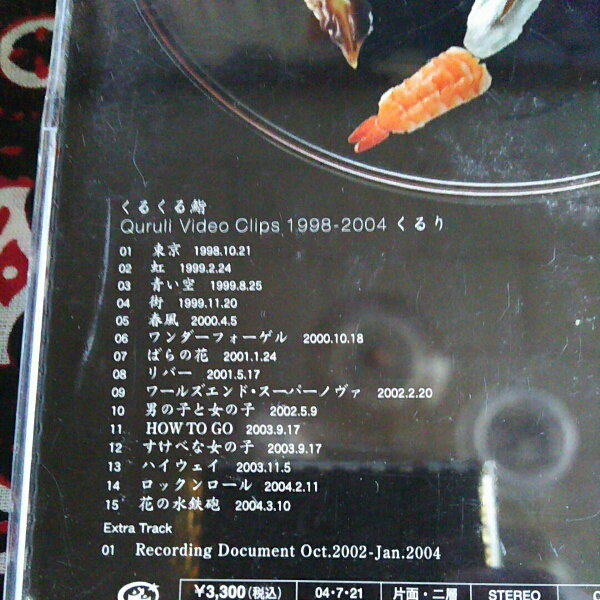 くるくる鮨
Quruli Video Clips 1998-2004 くるり
01 東京 1998.10.21
02 虹 1999.2.24
03 青い空 1999.8.25
04 街 1999.11.20
05 春風 2000.4.5
06 ワンダーフォーゲル 2000.10.18
07 ばらの花 2001.1.24
08 リバー 2001.5.17
09 ワールズエンド・スーパーノヴァ 2002.2.20
10 男の子と女の子 2002.5.9
11 HOW TO GO 2003.9.17
12 すけべな女の子 2003.9.17
13 ハイウェイ 2003.11.5
14 ロックンロール 2004.2.11
15 花の水鉄砲 2004.3.10
Extra Track
01 Recording Document Oct.2002-Jan.2004
¥3,300(税込) 04・7・21 片面・二層 STEREO